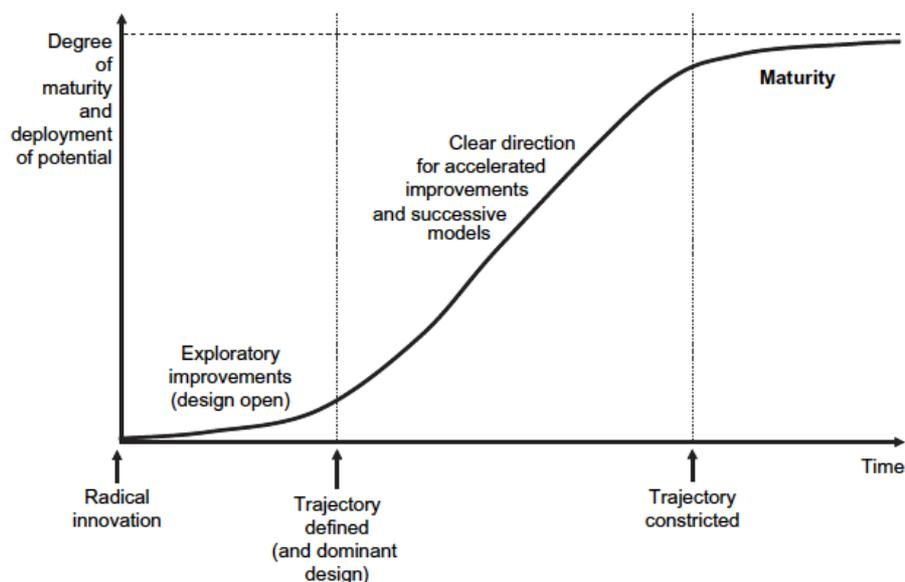 Degree
of
maturity
and
deployment
of potential
Maturity
Clear direction
for accelerated
improvements
and successive
models
Exploratory
improvements
(design open)
Time
Radical
innovation
Trajectory
defined
(and dominant
design)
Trajectory
constricted